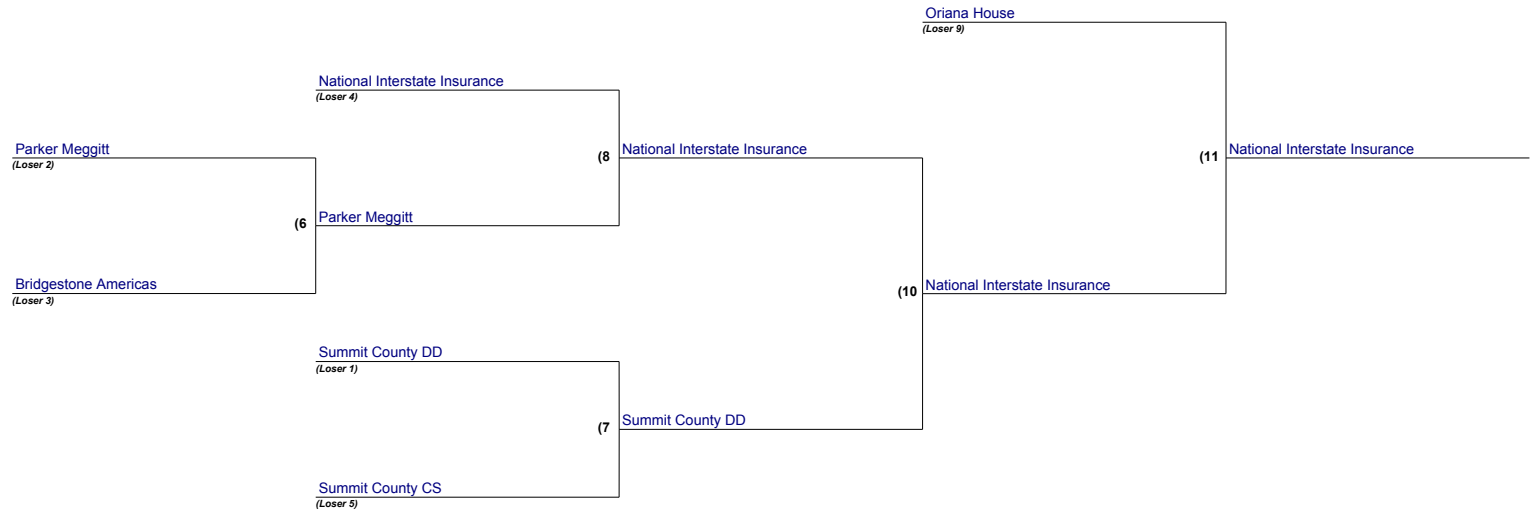 Oriana House
(Loser 9)
National Interstate Insurance
(Loser 4)
Parker Meggitt
(Loser 2)
(8
National Interstate Insurance
(11
National Interstate Insurance
(6
Parker Meggitt
Bridgestone Americas
(Loser 3)
(10
National Interstate Insurance
Summit County DD
(Loser 1)
(7
Summit County DD
Summit County CS
(Loser 5)